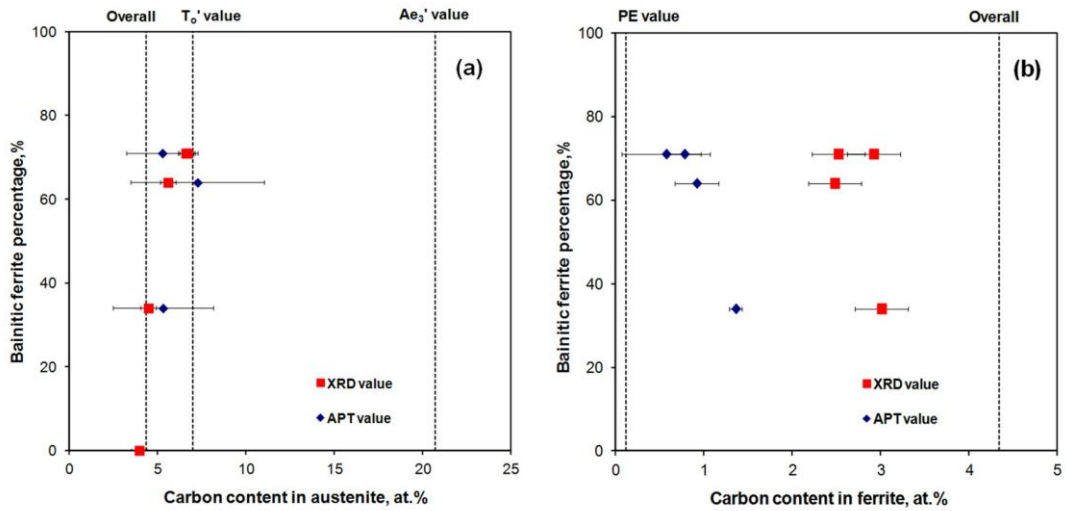 Overall To' value Ae3' value
100
(a)
80
60
40
20
0
Bainitic ferrite percentage,%
XRD value
APT value
0 5 10 15 20 25
Carbon content in austenite, at.%
PE value Overall
100
(b)
80
60
40
20
0
Bainitic ferrite percentage,%
XRD value
APT value
0 1 2 3 4 5
Carbon content in ferrite, at.%